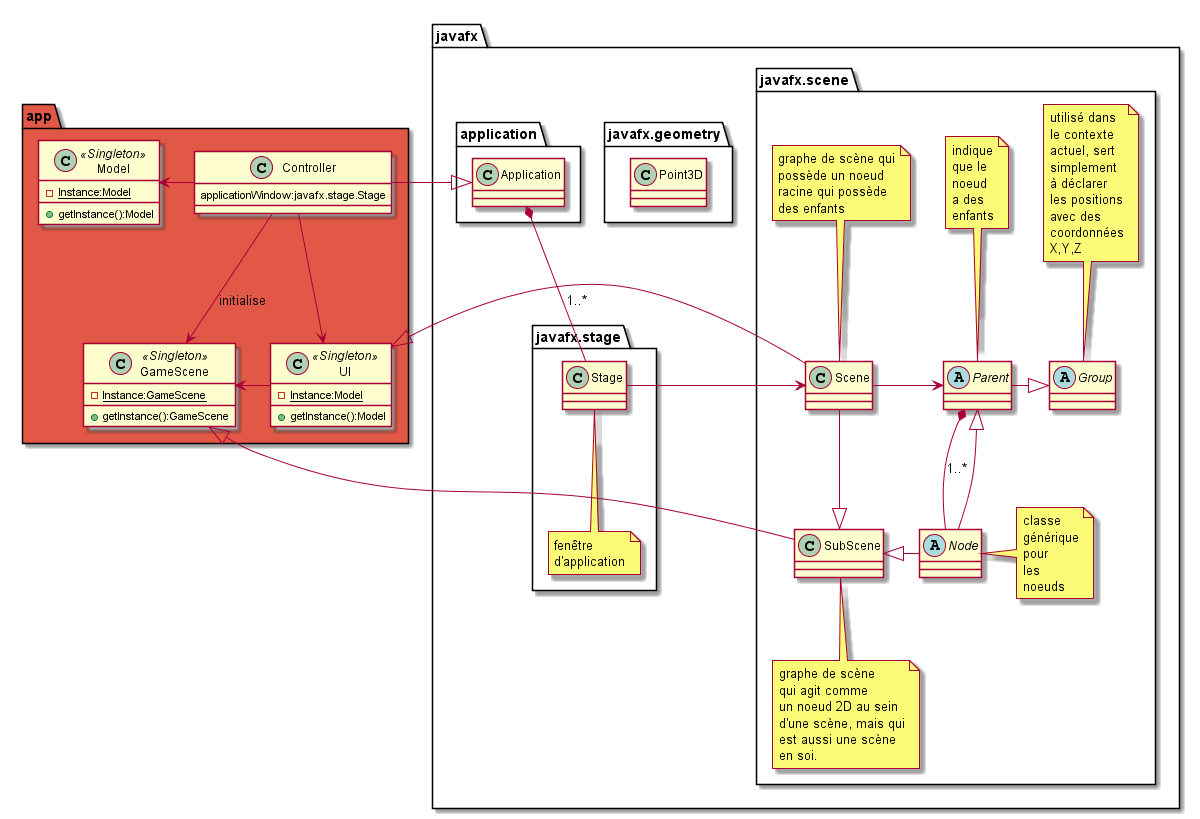 javafx
javafx.scene
app
application
javafx.geometry
C «Singleton»
Model
Instance:Model
getInstance():Model
C Controller
applicationWindow:javafx.stage.Stage
C Application
C Point3D
graphe de scène qui
possède un noeud
racine qui possède
des enfants
indique
que le
noeud
a des
enfants
utilisé dans
le contexte
actuel, sert
simplement
à déclarer
les positions
avec des
coordonnées
X,Y,Z
initialise
1..*
javafx.stage
C «Singleton»
GameScene
Instance:GameScene
getInstance():GameScene
C «Singleton»
UI
Instance:Model
getInstance():Model
C Stage
C Scene
A Parent
A Group
1..*
fenêtre
d'application
C SubScene
A Node
classe
générique
pour
les
noeuds
graphe de scène
qui agit comme
un noeud 2D au sein
d'une scène, mais qui
est aussi une scène
en soi.